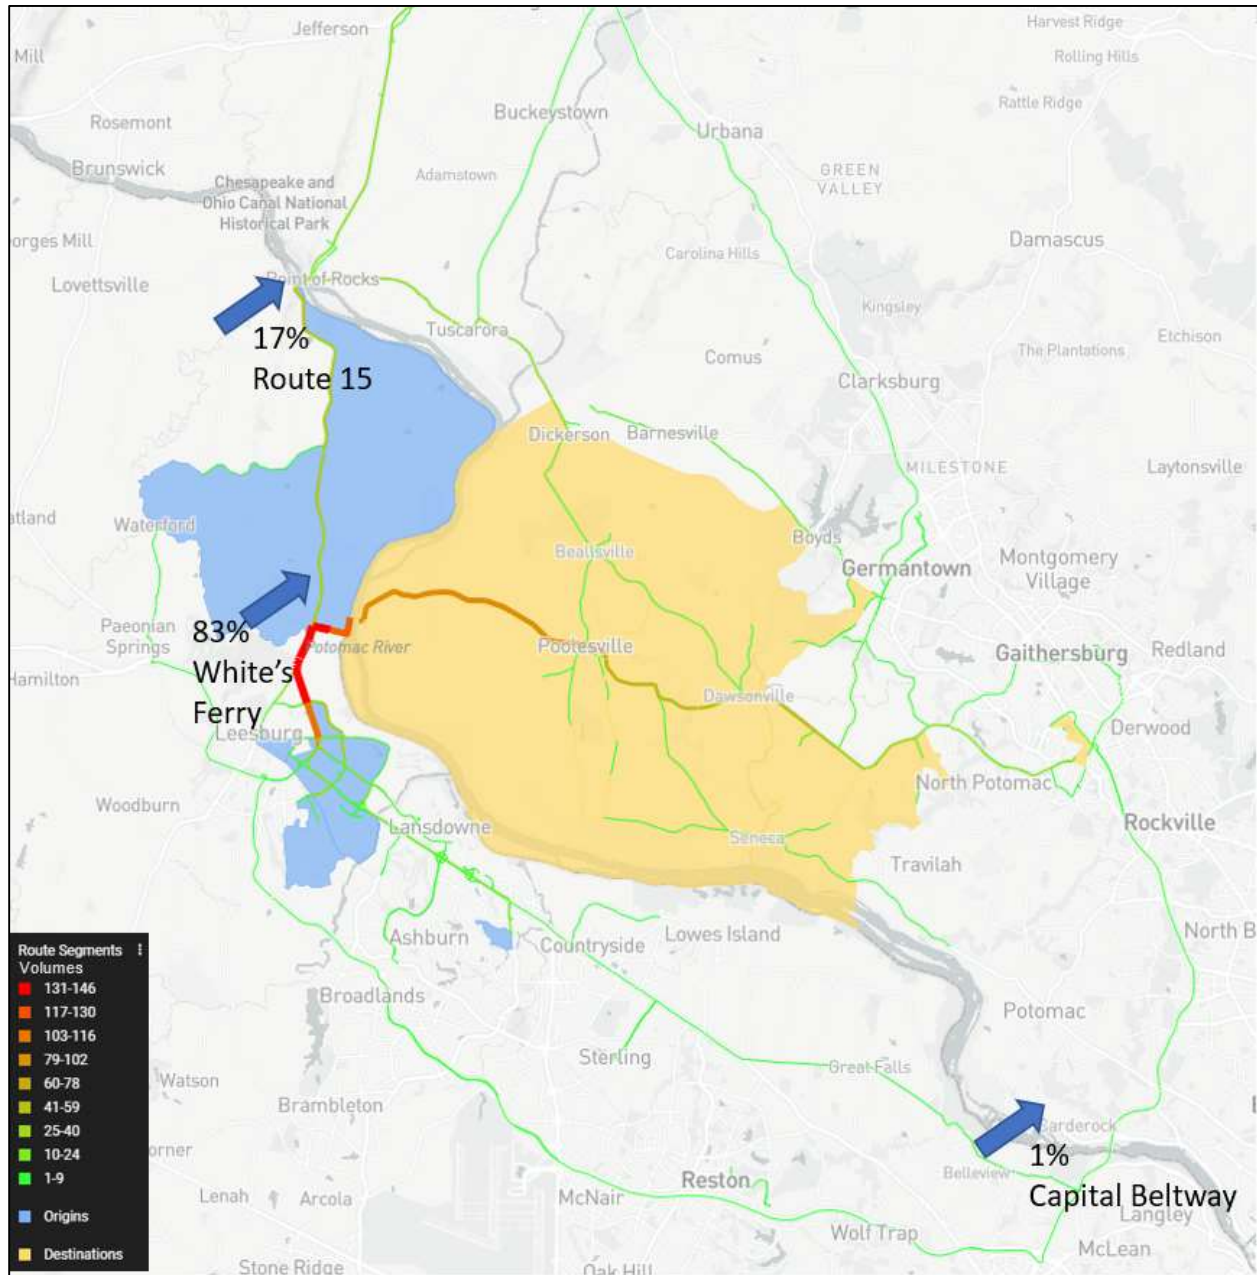 Jefferson
Harvest Ridge
Mill
Rolling Hills
Rattle Ridge
Buckeystown
Rosemont
Urbana
Brunswick
GREEN
VALLEY
Adamstown
Chesapeake and
Ohio Canal National
Historical Park
orges Mill
Damascus
Carolina Hills
Lovettsville
Point of Rocks
Kingsley
Tuscarora
17%
Route 15
Comus
The Plantations
Etchison
Clarksburg
Dickerson
Barnesville
MILESTONE
Laytonsville
atland
Waterford
Boyds
Beallsville
Germantown
Montgomery
Village
Paeonian
Springs
83%
White's
Ferry
Potomac River
Poolesville
Gaithersburg
Redland
Hamilton
Dawsonville
Leesburg
Derwood
North Potomac
Woodburn
Lansdowne
Seneca
Rockville
Travilah
Ashburn
Countryside
Lowes Island
North B
Broadlands
Potomac
Sterling
Great Falls
Watson
Brambleton
Carderock
orner
Belleview
1%
Capital Beltway
Reston
Lenah
Arcola
McNair
Langley
Wolf Trap
McLean
Stone Ridge
Oak Hill
Route Segments
Volumes
131-146
117-130
103-116
79-102
60-78
41-59
25-40
10-24
1-9
Origins
Destinations